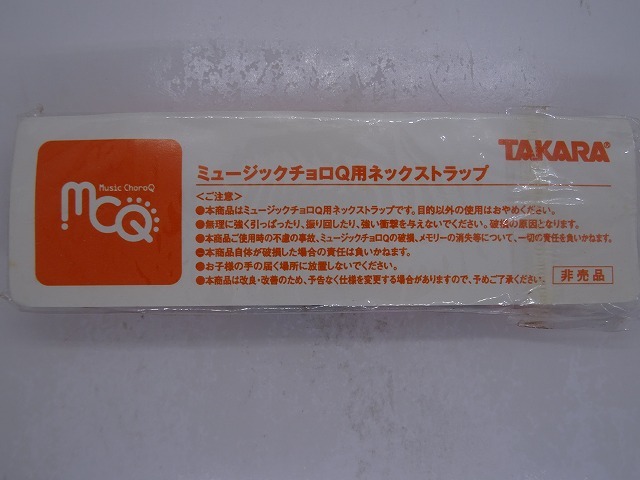 TAKARA®
ミュージックチョロQ用ネックストラップ
Music ChoroQ
MCQ
<ご注意>
●本商品はミュージックチョロQ用ネックストラップです。目的以外の使用はおやめください。
●無理に強く引っぱったり、振り回したり、強い衝撃を与えないでください。破損の原因となります。
●本商品ご使用時の不慮の事故、ミュージックチョロQの破損、メモリーの消失等について、一切の責任を負いかねます。
●本商品自体が破損した場合の責任は負いかねます。
●お子様の手の届く場所に放置しないでください。
●本商品は改良・改善のため、予告なく仕様を変更する場合がありますので、予めご了承ください。
非売品